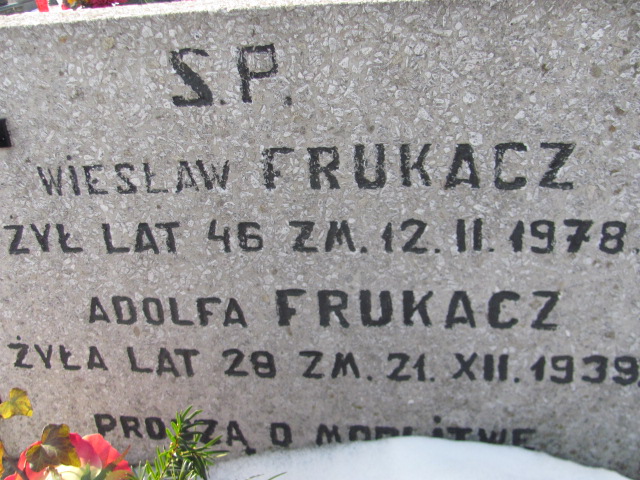 S.P.
WIESŁAW FRUKACZ
ŻYŁ LAT 46 ZM. 12. II. 1978.
ADOLFA FRUKACZ
ŻYŁA LAT 28 ZM. 21. XII. 1939
PROSZĄ O MODLITWĘ